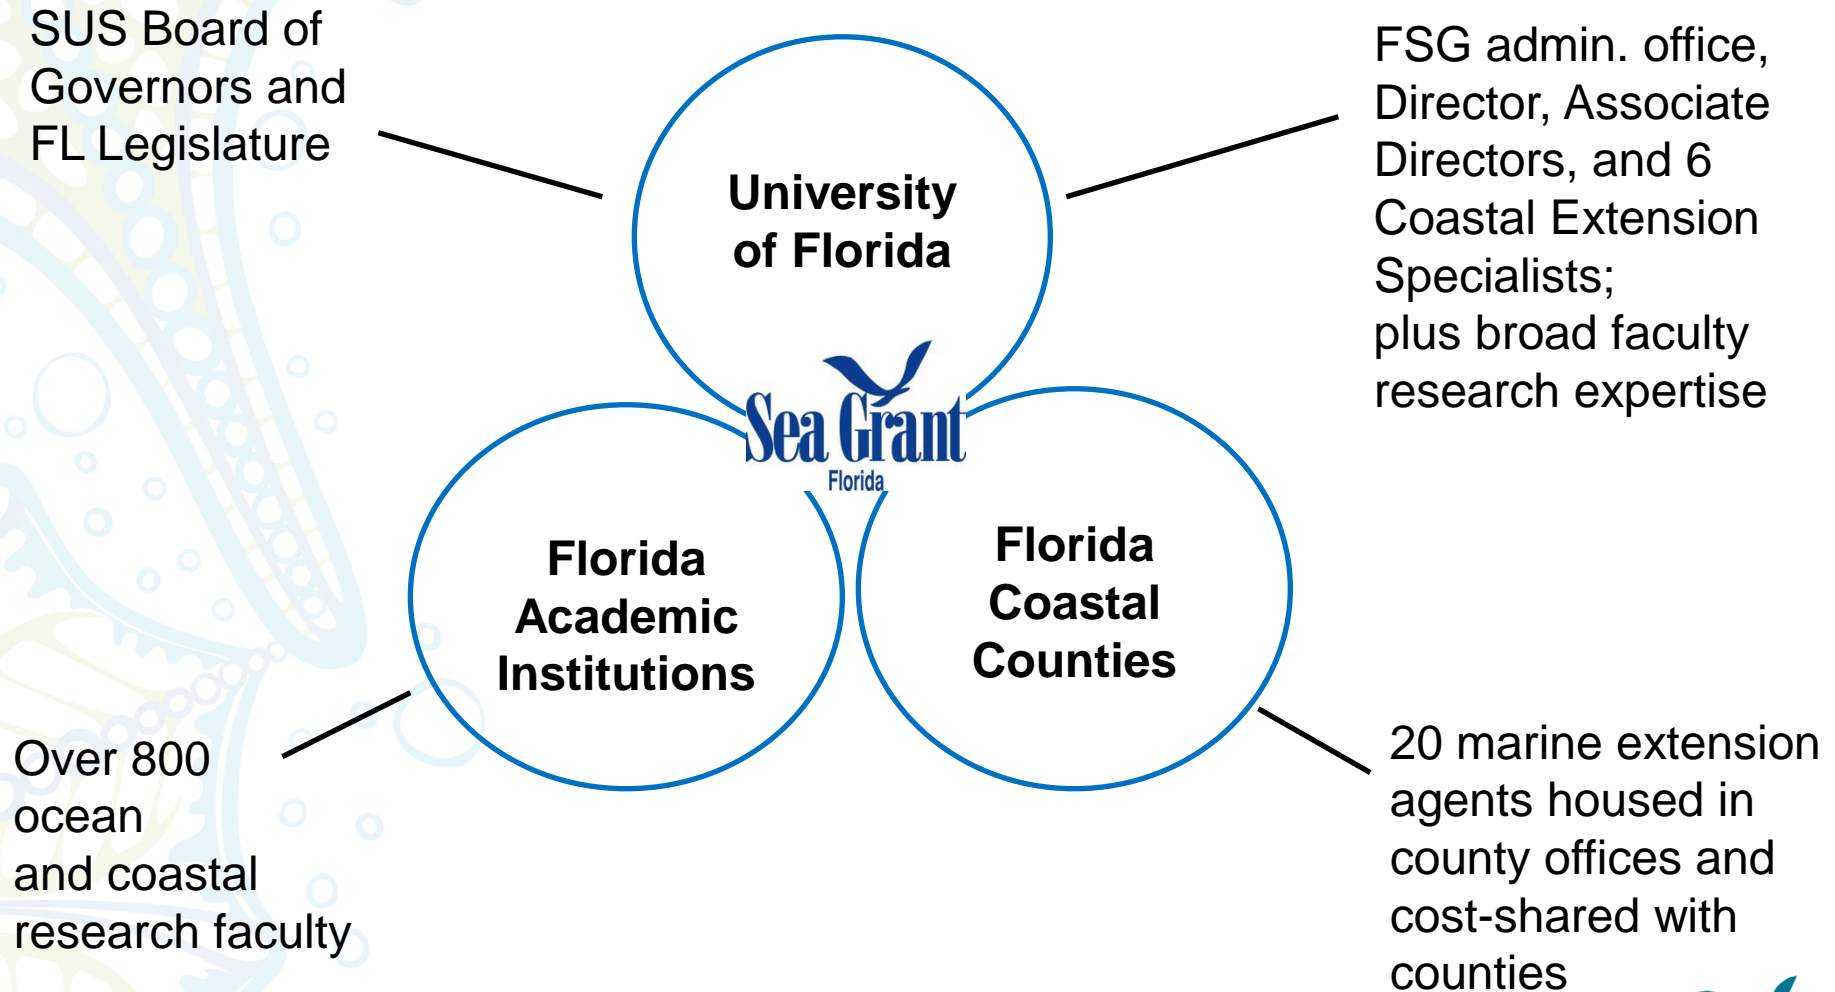 SUS Board of
Governors and
FL Legislature
FSG admin. office,
Director, Associate
Directors, and 6
Coastal Extension
Specialists;
plus broad faculty
research expertise
University
of Florida
Sea Grant
Florida
Florida
Academic
Institutions
Florida
Coastal
Counties
Over 800
ocean
and coastal
research faculty
20 marine extension
agents housed in
county offices and
cost-shared with
counties